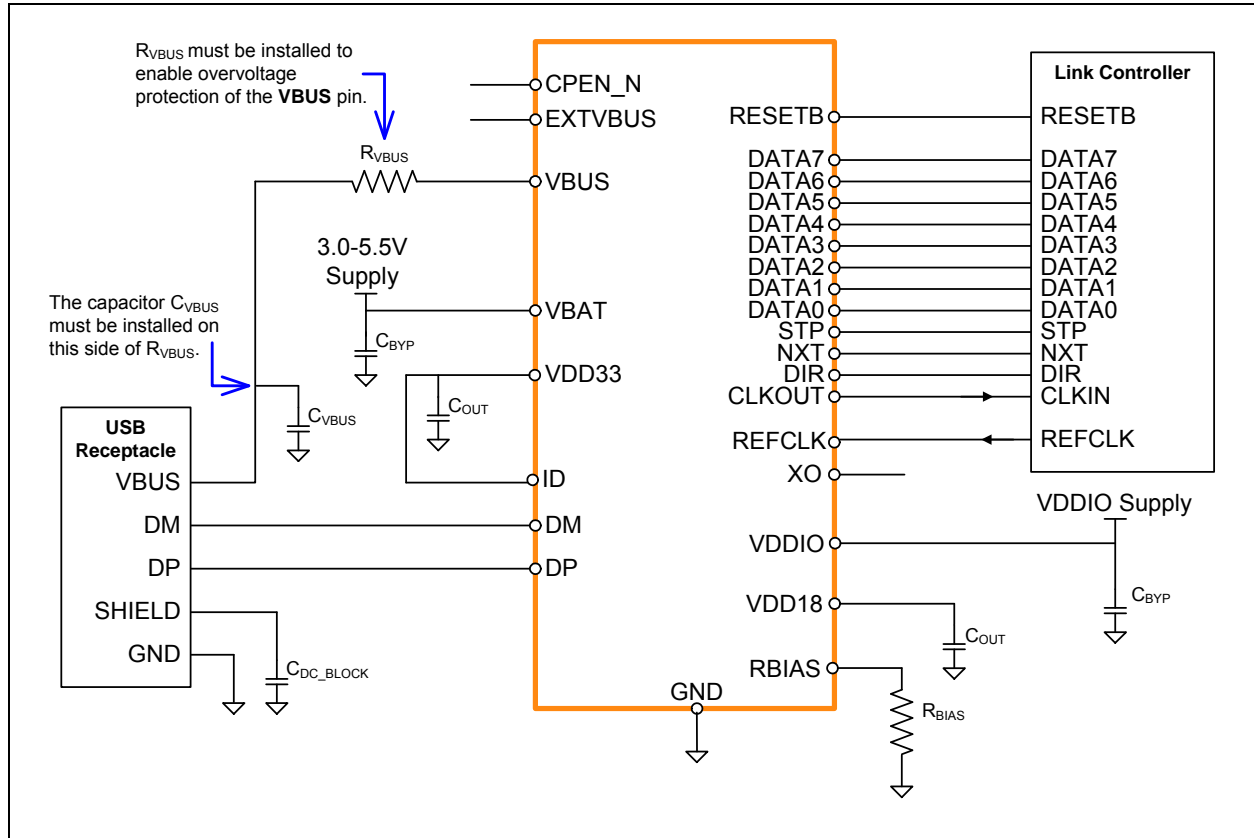 RVBUS must be installed to
enable overvoltage
protection of the VBUS pin.
RVBUS
3.0-5.5V
Supply
The capacitor CVBUS
must be installed on
this side of RVBUS.
CBYP
CVBUS
COUT
USB
Receptacle
VBUS
DM
DP
SHIELD
GND
CDC_BLOCK
CPEN_N
EXTVBUS
VBUS
VBAT
VDD33
ID
DM
DP
GND
RESETB
DATA7
DATA6
DATA5
DATA4
DATA3
DATA2
DATA1
DATA0
STP
NXT
DIR
CLKOUT
REFCLK
XO
VDDIO
VDD18
RBIAS
Link Controller
RESETB
DATA7
DATA6
DATA5
DATA4
DATA3
DATA2
DATA1
DATA0
STP
NXT
DIR
CLKIN
REFCLK
VDDIO Supply
CBYP
COUT
RBIAS